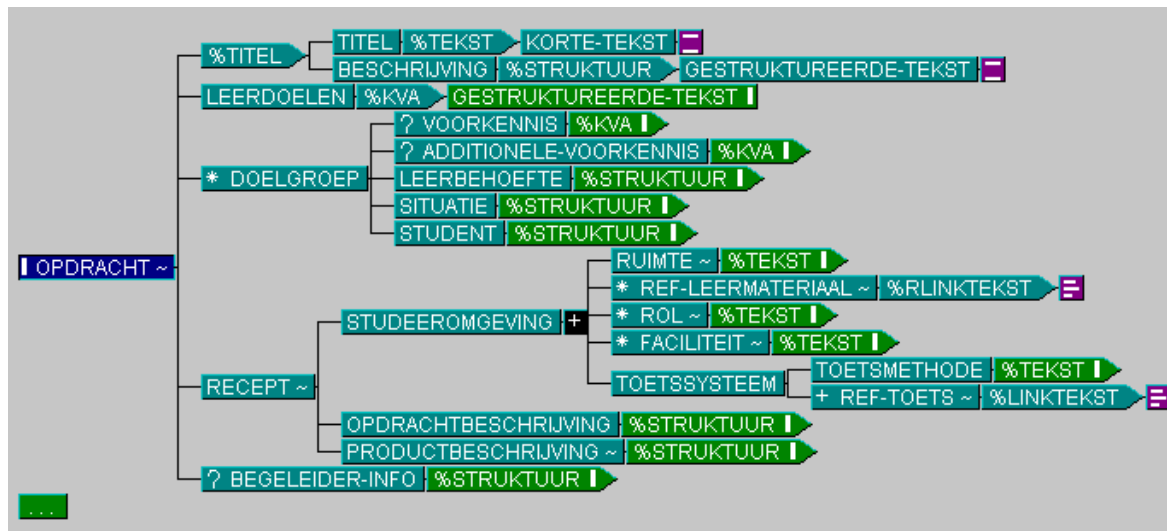 %TITEL TITEL %TEKST KORTE-TEKST
BESCHRIJVING %STRUKTUUR GESTRUKTUREERDE-TEKST
LEERDOELEN %KVA GESTRUKTUREERDE-TEKST
? VOORKENNIS %KVA
? ADDITIONELE-VOORKENNIS %KVA
* DOELGROEP LEERBEHOEFTE %STRUKTUUR
SITUATIE %STRUKTUUR
STUDENT %STRUKTUUR
OPDRACHT ~
RUIMTE ~ %TEKST
* REF-LEERMATERIAAL ~ %RLINKTEKST
STUDEEROMGEVING + * ROL ~ %TEKST
* FACILITEIT ~ %TEKST
TOETSSYSTEEM TOETSMETHODE %TEKST
RECEPT ~ + REF-TOETS ~ %LINKTEKST
OPDRACHTBESCHRIJVING %STRUKTUUR
PRODUCTBESCHRIJVING ~ %STRUKTUUR
? BEGELEIDER-INFO %STRUKTUUR
...